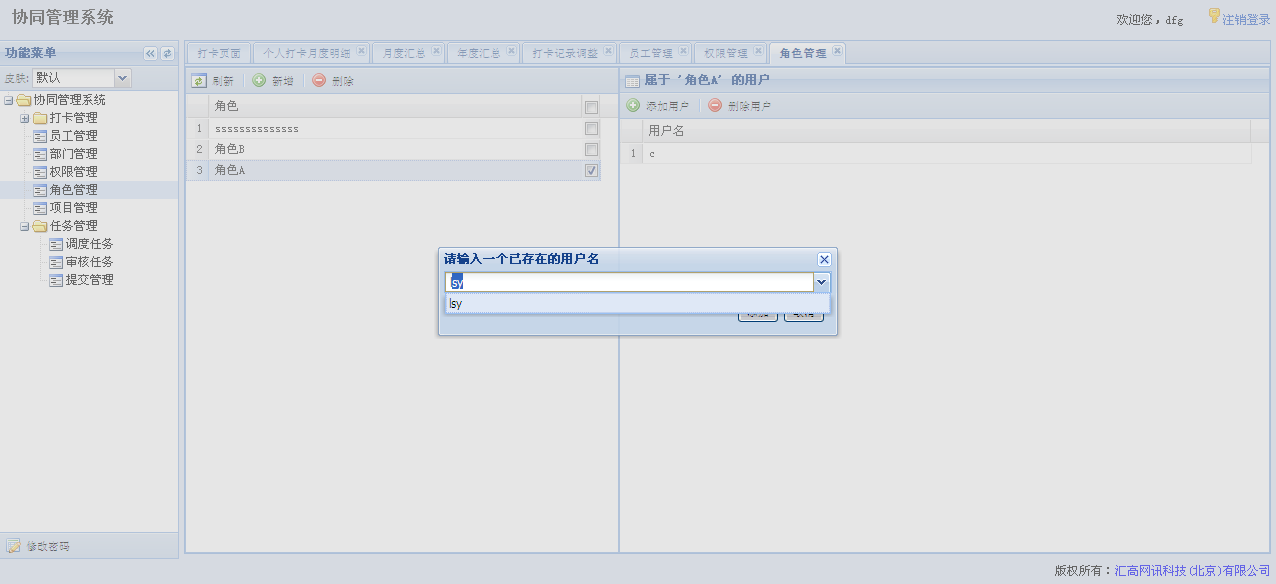 协同管理系统
欢迎您，dfg
注销登录
功能菜单
打卡页面 个人打卡月度明细 月度汇总 年度汇总 打卡记录调整 员工管理 权限管理 角色管理
皮肤: 默认
刷新 新增 删除
属于‘角色A’的用户
协同管理系统
打卡管理
员工管理
部门管理
权限管理
角色管理
项目管理
任务管理
调度任务
审核任务
提交管理
角色
1 ssssssssssssss
2 角色B
3 角色A
添加用户 删除用户
用户名
1 c
请输入一个已存在的用户名
lsy
lsy
修改密码
版权所有：汇高网讯科技(北京)有限公司